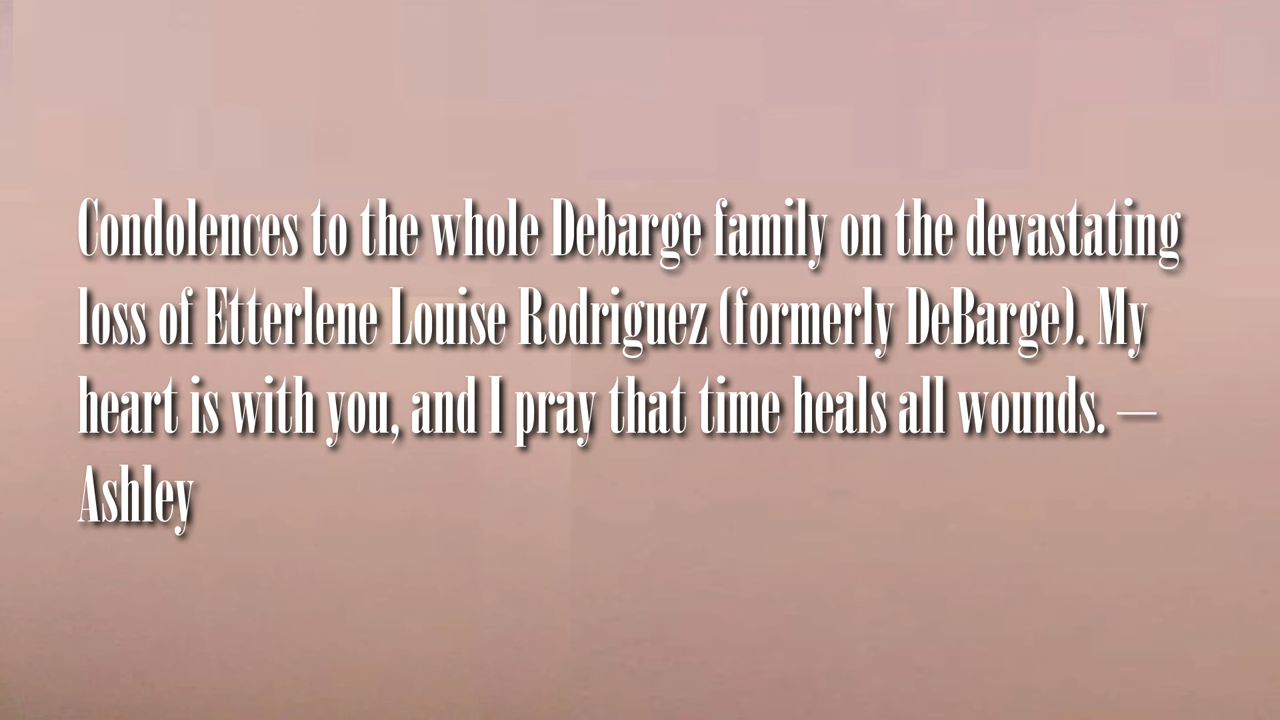 Condolences to the whole Debarge family on the devastating
loss of Etterlene Louise Rodriguez (formerly DeBarge). My
heart is with you, and I pray that time heals all wounds. —
Ashley